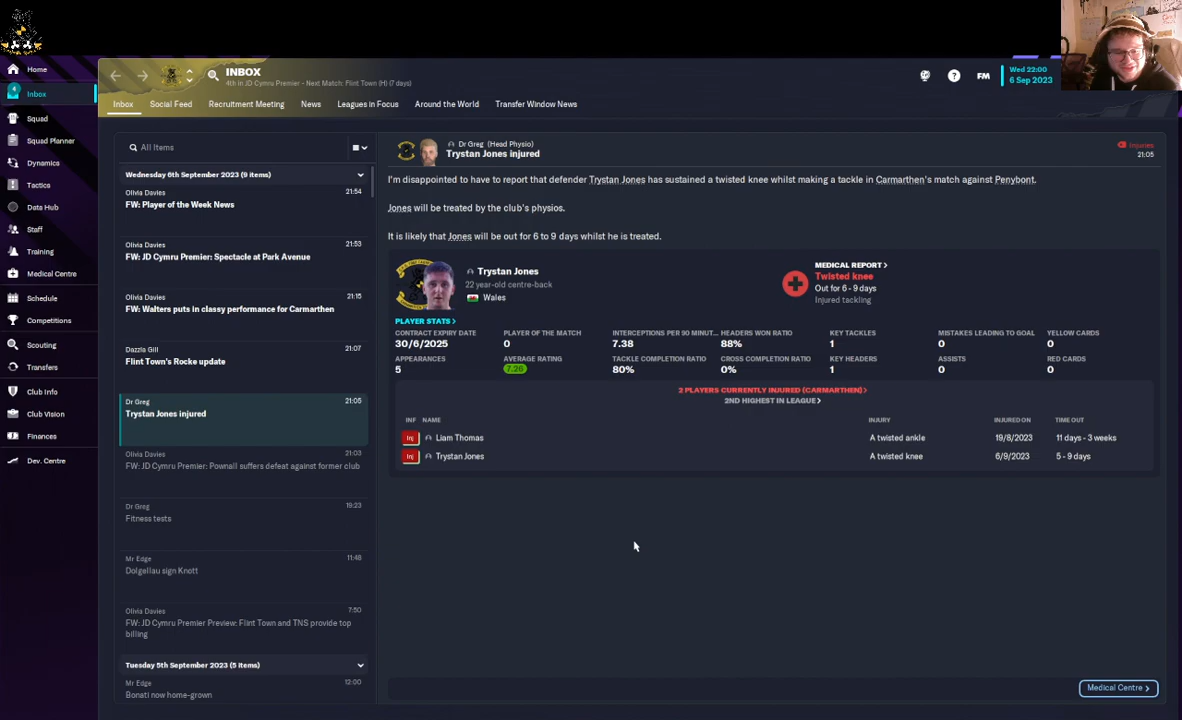 Home
Inbox
4
Squad
Squad Planner
Dynamics
Tactics
Data Hub
Staff
Training
Medical Centre
Schedule
Competitions
Scouting
Transfers
Club Info
Club Vision
Finances
Dev. Centre
INBOX
4th in JD Cymru Premier - Next Match: Flint Town (H) (7 days)
FM
Wed 22:00
6 Sep 2023
Inbox
Social Feed
Recruitment Meeting
News
Leagues in Focus
Around the World
Transfer Window News
All Items
Wednesday 6th September 2023 (9 items)
Olivia Davies
21:54
FW: Player of the Week News
Olivia Davies
21:53
FW: JD Cymru Premier: Spectacle at Park Avenue
Olivia Davies
21:15
FW: Walters puts in classy performance for Carmarthen
Dazzla Gill
21:07
Flint Town's Rocke update
Dr Greg
21:05
Trystan Jones injured
Olivia Davies
21:03
FW: JD Cymru Premier: Pownall suffers defeat against former club
Dr Greg
19:23
Fitness tests
Mr Edge
11:48
Dolgellau sign Knott
Olivia Davies
7:50
FW: JD Cymru Premier Preview: Flint Town and TNS provide top
billing
Tuesday 5th September 2023 (5 items)
Mr Edge
12:00
Bonati now home-grown
Dr Greg (Head Physio)
Trystan Jones injured
Injuries
21:05
I'm disappointed to have to report that defender Trystan Jones has sustained a twisted knee whilst making a tackle in Carmarthen's match against Penybont.
Jones will be treated by the club's physios.
It is likely that Jones will be out for 6 to 9 days whilst he is treated.
Trystan Jones
22 year-old centre-back
Wales
MEDICAL REPORT >
Twisted knee
Out for 6 - 9 days
Injured tackling
PLAYER STATS >
CONTRACT EXPIRY DATE
30/6/2025
PLAYER OF THE MATCH
0
INTERCEPTIONS PER 90 MINUT...
7.38
HEADERS WON RATIO
88%
KEY TACKLES
1
MISTAKES LEADING TO GOAL
0
YELLOW CARDS
0
APPEARANCES
5
AVERAGE RATING
7.26
TACKLE COMPLETION RATIO
80%
CROSS COMPLETION RATIO
0%
KEY HEADERS
1
ASSISTS
0
RED CARDS
0
2 PLAYERS CURRENTLY INJURED (CARMARTHEN) >
2ND HIGHEST IN LEAGUE >
INF NAME INJURY INJURED ON TIME OUT
Inj Liam Thomas A twisted ankle 19/8/2023 11 days - 3 weeks
Inj Trystan Jones A twisted knee 6/9/2023 5 - 9 days
Medical Centre >